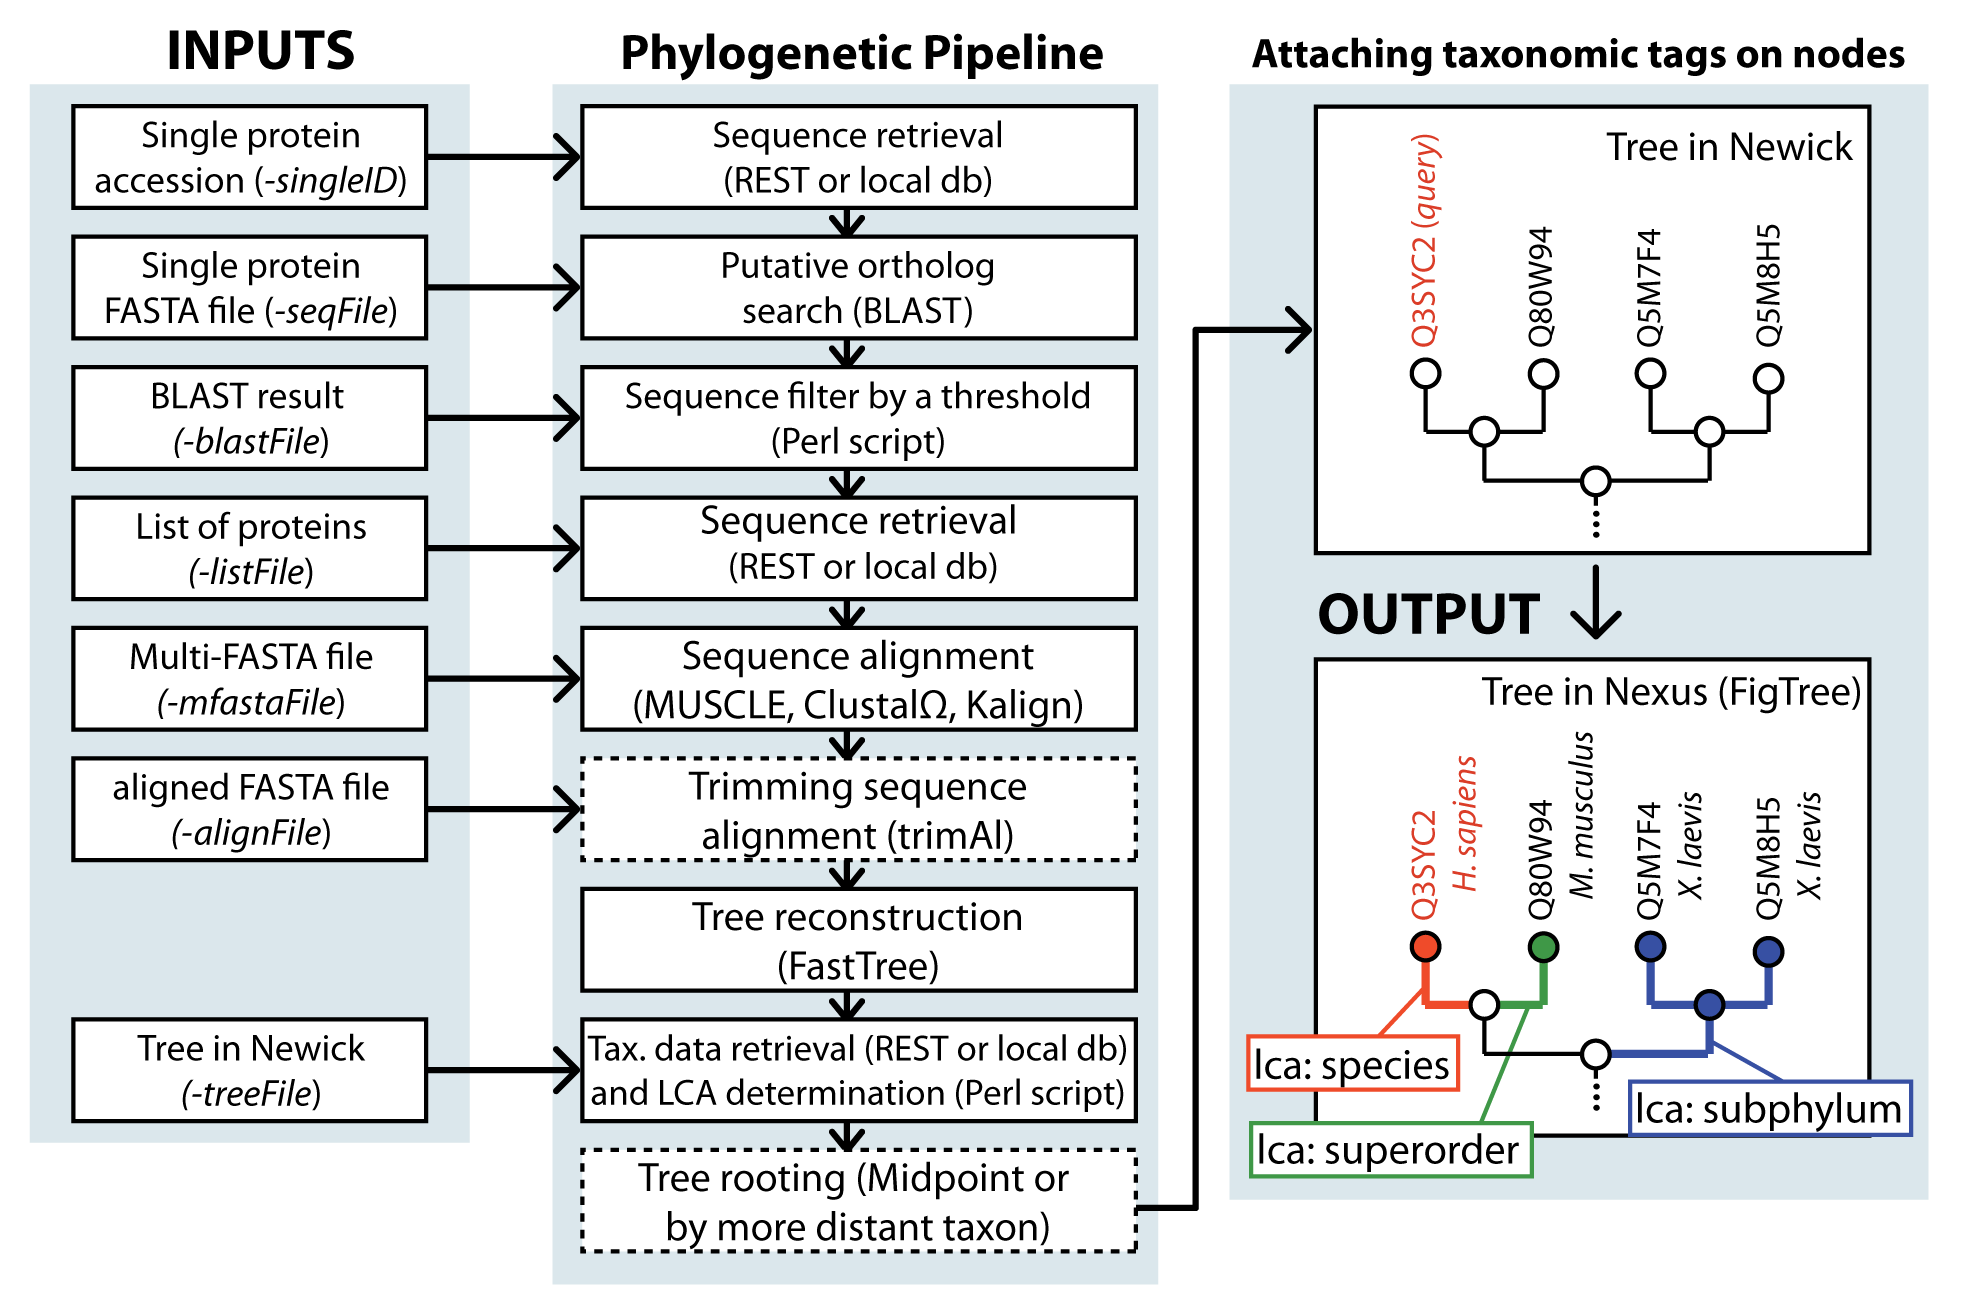 INPUTS
Single protein
accession (-singleID)
Single protein
FASTA file (-seqFile)
BLAST result
(-blastFile)
List of proteins
(-listFile)
Multi-FASTA file
(-mfastaFile)
aligned FASTA file
(-alignFile)
Tree in Newick
(-treeFile)
Phylogenetic Pipeline
Sequence retrieval
(REST or local db)
Putative ortholog
search (BLAST)
Sequence filter by a threshold
(Perl script)
Sequence retrieval
(REST or local db)
Sequence alignment
(MUSCLE, ClustalΩ, Kalign)
Trimming sequence
alignment (trimAl)
Tree reconstruction
(FastTree)
Tax. data retrieval (REST or local db)
and LCA determination (Perl script)
Tree rooting (Midpoint or
by more distant taxon)
Attaching taxonomic tags on nodes
Tree in Newick
Q3SYC2 (query)
Q80W94
Q5M7F4
Q5M8H5
OUTPUT
Tree in Nexus (FigTree)
Q3SYC2
H. sapiens
Q80W94
M. musculus
Q5M7F4
X. laevis
Q5M8H5
X. laevis
lca: species
lca: subphylum
lca: superorder